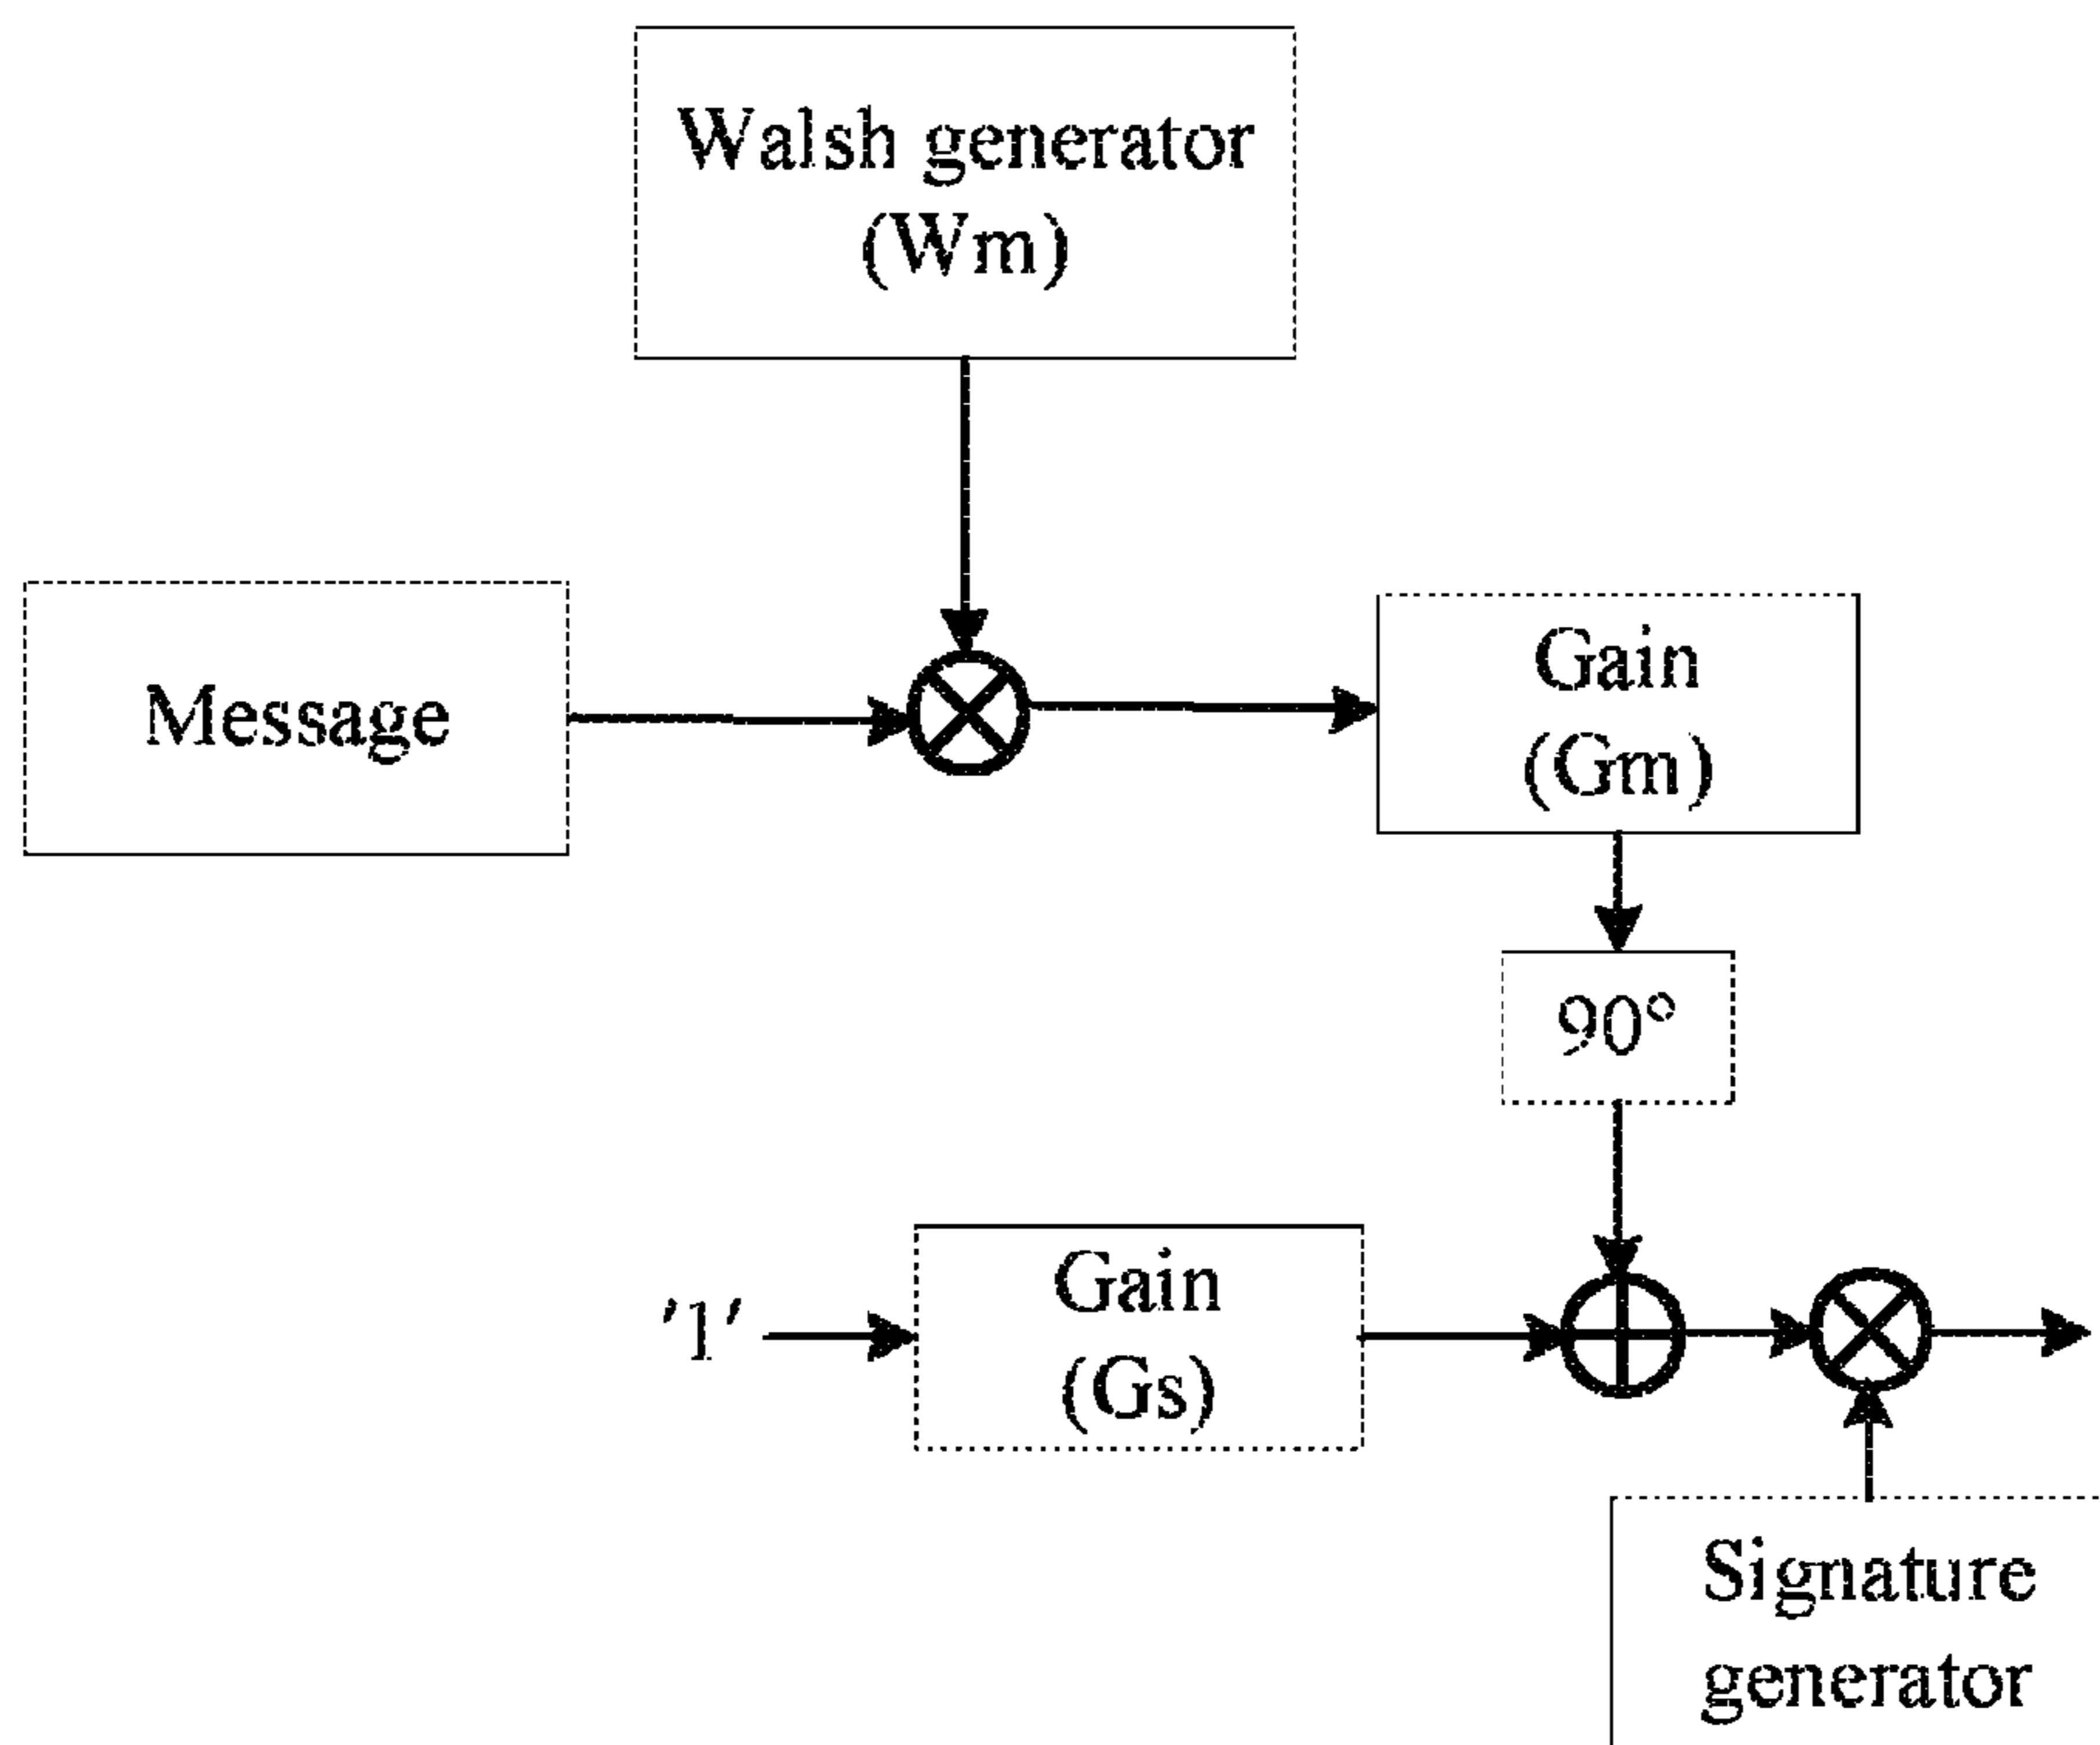 Walsh generator
(Wm)
Message
Gain
(Gm)
90°
'1'
Gain
(Gs)
Signature
generator